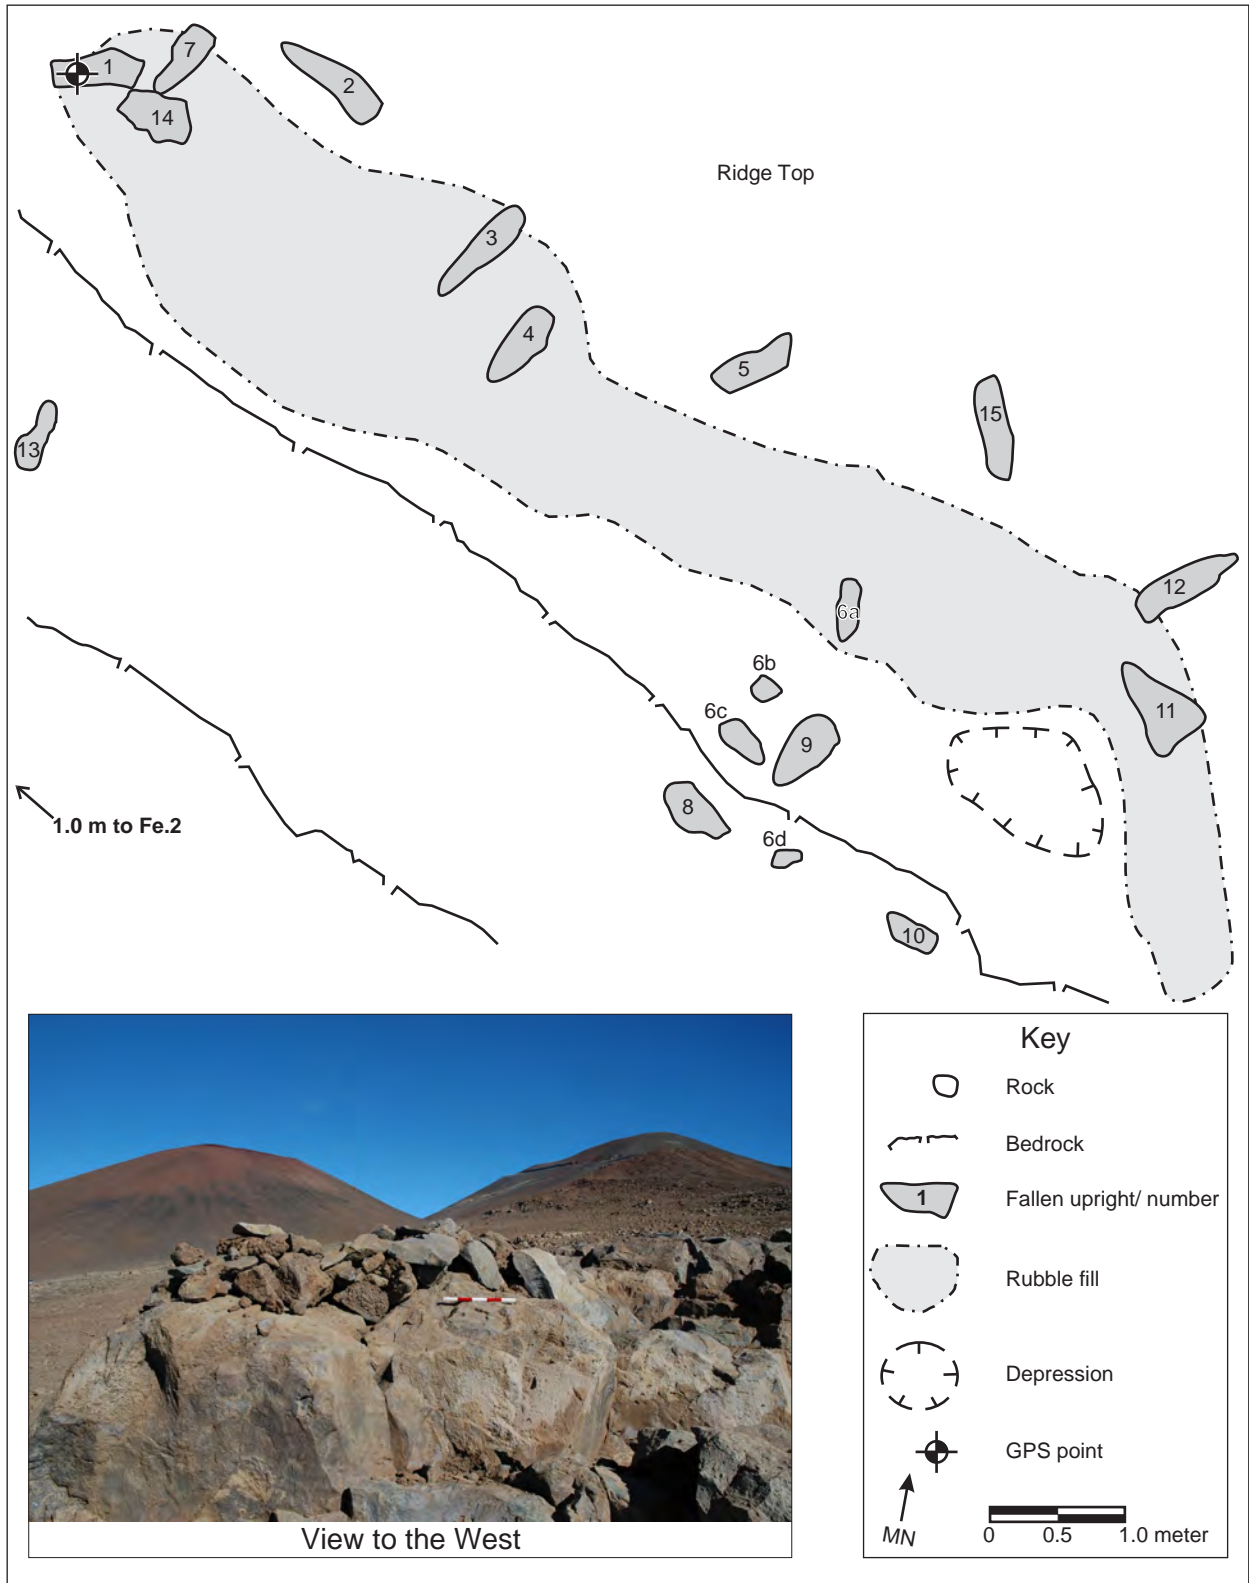 1
7
2
14
Ridge Top
3
4
5
15
13
12
6a
6b
11
6c
9
8
1.0 m to Fe.2
6d
10
View to the West
Key
Rock
Bedrock
1 Fallen upright/ number
Rubble fill
Depression
GPS point
MN
0 0.5 1.0 meter